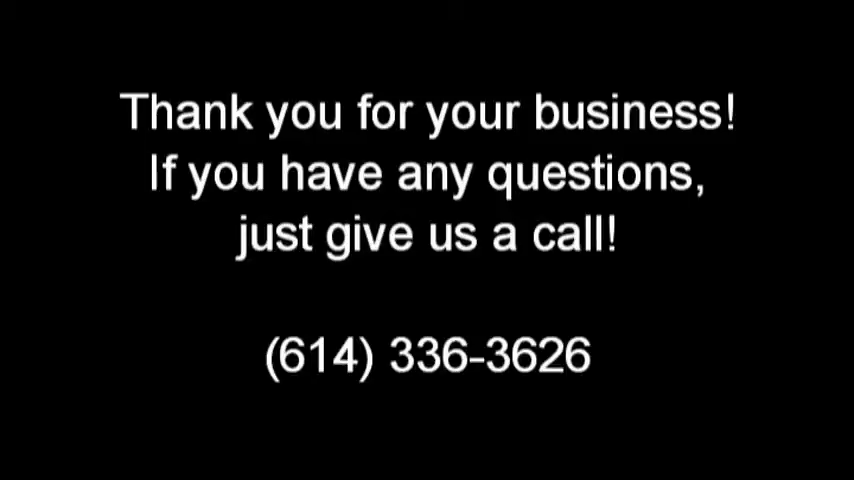 Thank you for your business!
If you have any questions,
just give us a call!
(614) 336-3626